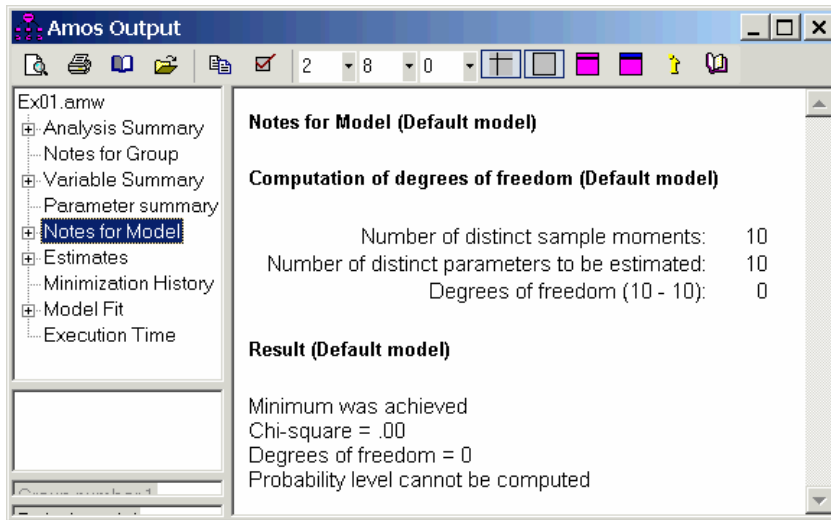 Amos Output
2 8 0
Ex01.amw
Analysis Summary
Notes for Group
Variable Summary
Parameter summary
Notes for Model
Estimates
Minimization History
Model Fit
Execution Time
Notes for Model (Default model)
Computation of degrees of freedom (Default model)
Number of distinct sample moments: 10
Number of distinct parameters to be estimated: 10
Degrees of freedom (10 - 10): 0
Result (Default model)
Minimum was achieved
Chi-square = .00
Degrees of freedom = 0
Probability level cannot be computed